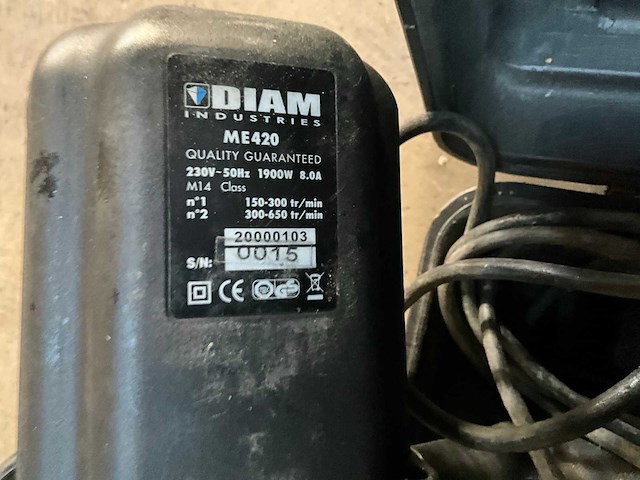 DIAM
INDUSTRIES
ME420
QUALITY GUARANTEED
230V~50Hz 1900W 8.0A
M14 Class
n°1 150-300 tr/min
n°2 300-650 tr/min
20000103
S/N: 0015
CE